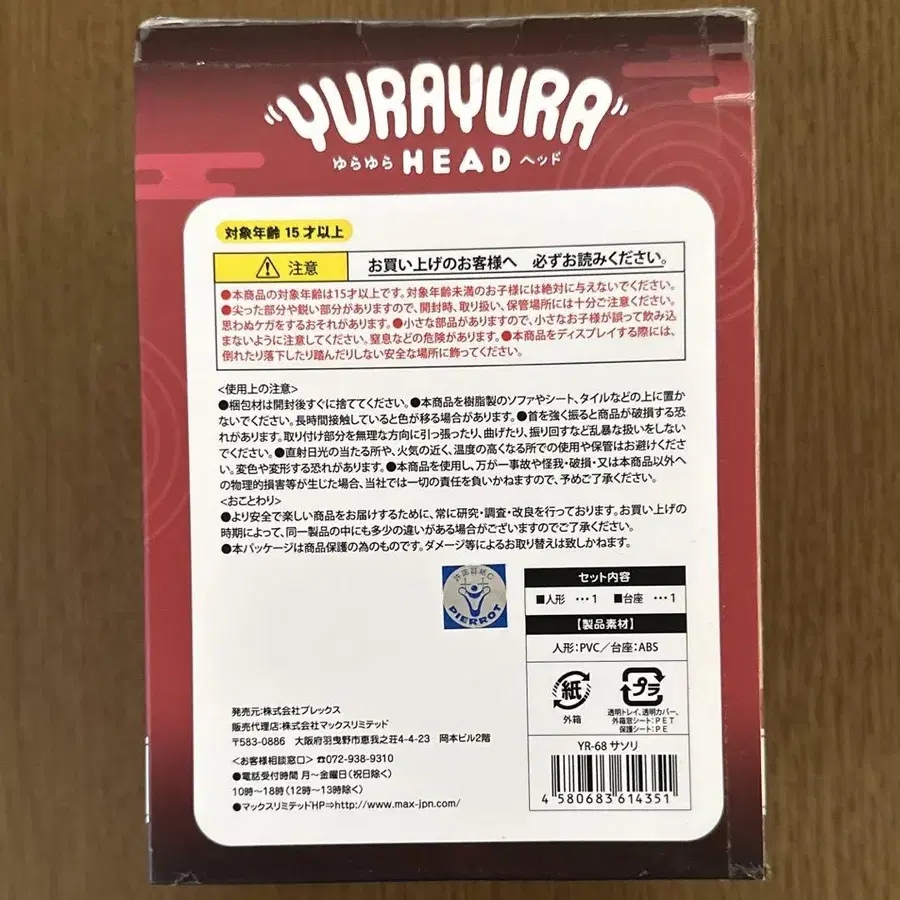 YURAYURA
ゆらゆら HEAD ヘッド
対象年齢 15 才以上
注意 お買い上げのお客様へ 必ずお読みください。
●本商品の対象年齢は15才以上です。対象年齢未満のお子様には絶対に与えないでください。
●尖った部分や鋭い部分がありますので、開封時、取り扱い、保管場所には十分ご注意ください。
思わぬケガをするおそれがあります。●小さな部品がありますので、小さなお子様が誤って飲み込
まないように注意してください。窒息などの危険があります。●本商品をディスプレイする際には、
倒れたり落下したり踏んだりしない安全な場所に飾ってください。
<使用上の注意>
●梱包材は開封後すぐに捨ててください。●本商品を樹脂製のソファやシート、タイルなどの上に置か
ないでください。長時間接触していると色が移る場合があります。●首を強く振ると商品が破損する恐
れがあります。取り付け部分を無理な方向に引っ張ったり、曲げたり、振り回すなど乱暴な扱いをしない
でください。●直射日光の当たる所や、火気の近く、温度の高くなる所での使用や保管はお避けくださ
い。変色や変形する恐れがあります。●本商品を使用し、万が一事故や怪我・破損・又は本商品以外へ
の物理的損害等が生じた場合、当社では一切の責任を負いかねますので、予めご了承ください。
<おことわり>
●より安全で楽しい商品をお届けするために、常に研究・調査・改良を行っております。お買い上げの
時期によって、同一製品の中にも多少の違いがある場合がございますのでご了承ください。
●本パッケージは商品保護の為のものです。ダメージ等によるお取り替えは致しかねます。
PIERROT
セット内容
■人形 …1 ■台座 …1
【製品素材】
人形:PVC/台座:ABS
紙
外箱
プラ
透明トレイ、透明カバー、
外箱窓シート:PET
保護シート:PE
発売元:株式会社プレックス
販売代理店:株式会社マックスリミテッド
〒583-0886 大阪府羽曳野市恵我之荘4-4-23 岡本ビル2階
<お客様相談窓口> ☎072-938-9310
●電話受付時間 月~金曜日(祝日除く)
10時~18時(12時~13時除く)
●マックスリミテッドHP⇒http://www.max-jpn.com/
YR-68 サソリ
4 580683 614351